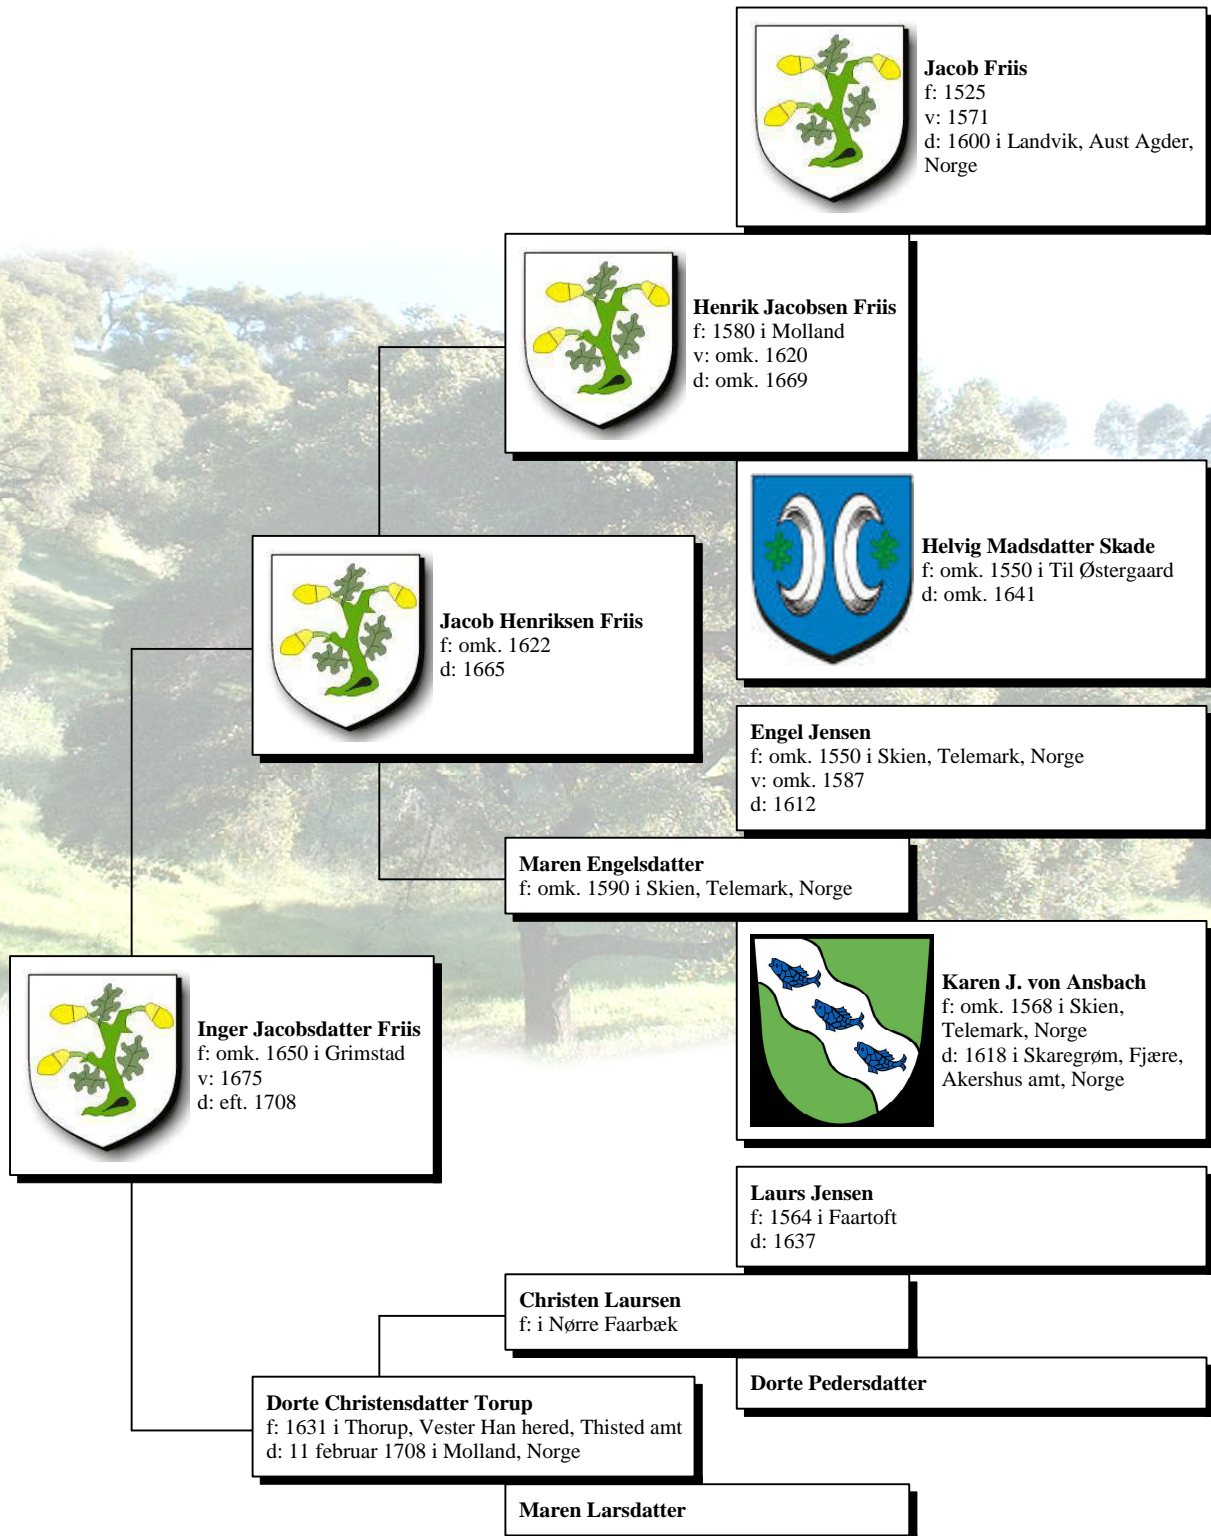 Jacob Friis
f: 1525
v: 1571
d: 1600 i Landvik, Aust Agder,
Norge
Henrik Jacobsen Friis
f: 1580 i Molland
v: omk. 1620
d: omk. 1669
Helvig Madsdatter Skade
f: omk. 1550 i Til Østergaard
d: omk. 1641
Jacob Henriksen Friis
f: omk. 1622
d: 1665
Engel Jensen
f: omk. 1550 i Skien, Telemark, Norge
v: omk. 1587
d: 1612
Maren Engelsdatter
f: omk. 1590 i Skien, Telemark, Norge
Karen J. von Ansbach
f: omk. 1568 i Skien,
Telemark, Norge
d: 1618 i Skaregrøm, Fjære,
Akershus amt, Norge
Inger Jacobsdatter Friis
f: omk. 1650 i Grimstad
v: 1675
d: eft. 1708
Laurs Jensen
f: 1564 i Faartoft
d: 1637
Christen Laursen
f: i Nørre Faarbæk
Dorte Pedersdatter
Dorte Christensdatter Torup
f: 1631 i Thorup, Vester Han hered, Thisted amt
d: 11 februar 1708 i Molland, Norge
Maren Larsdatter